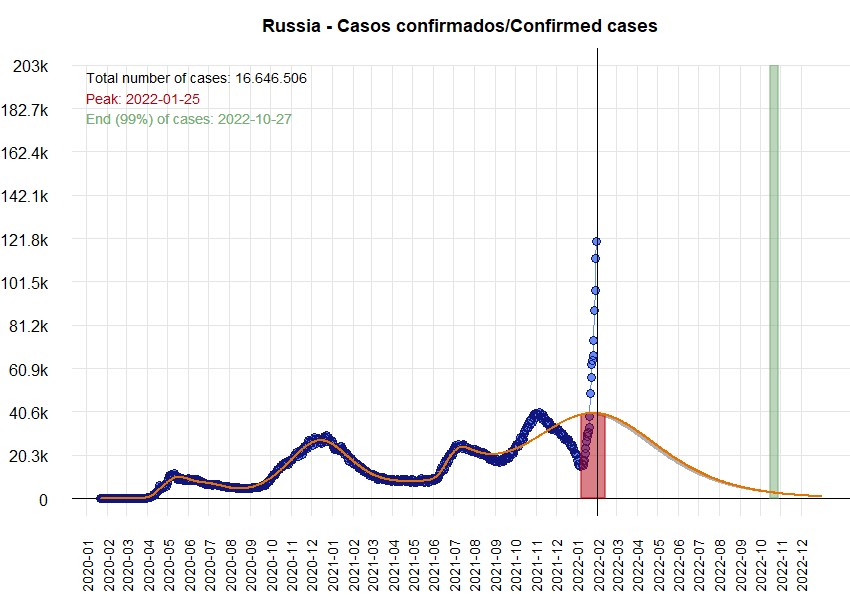 Russia - Casos confirmados/Confirmed cases
203k
182.7k
162.4k
142.1k
121.8k
101.5k
81.2k
60.9k
40.6k
20.3k
0
Total number of cases: 16.646.506
Peak: 2022-01-25
End (99%) of cases: 2022-10-27
2020-01
2020-02
2020-03
2020-04
2020-05
2020-06
2020-07
2020-08
2020-09
2020-10
2020-11
2020-12
2021-01
2021-02
2021-03
2021-04
2021-05
2021-06
2021-07
2021-08
2021-09
2021-10
2021-11
2021-12
2022-01
2022-02
2022-03
2022-04
2022-05
2022-06
2022-07
2022-08
2022-09
2022-10
2022-11
2022-12